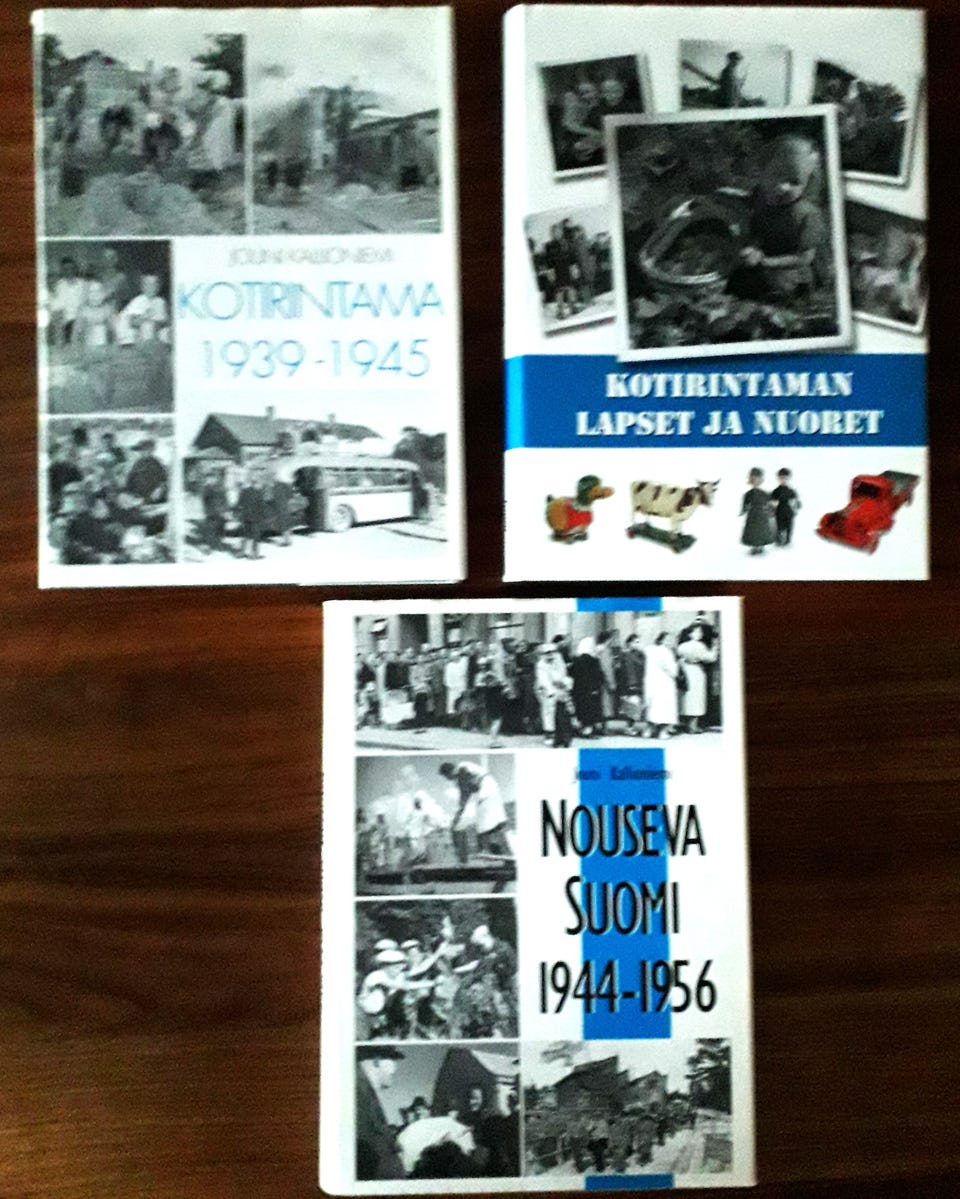 JOUNI KALLIONIEMI
KOTIRINTAMA
1939-1945
KOTIRINTAMAN
LAPSET JA NUORET
Jouni Kallioniemi
NOUSEVA
SUOMI
1944-1956